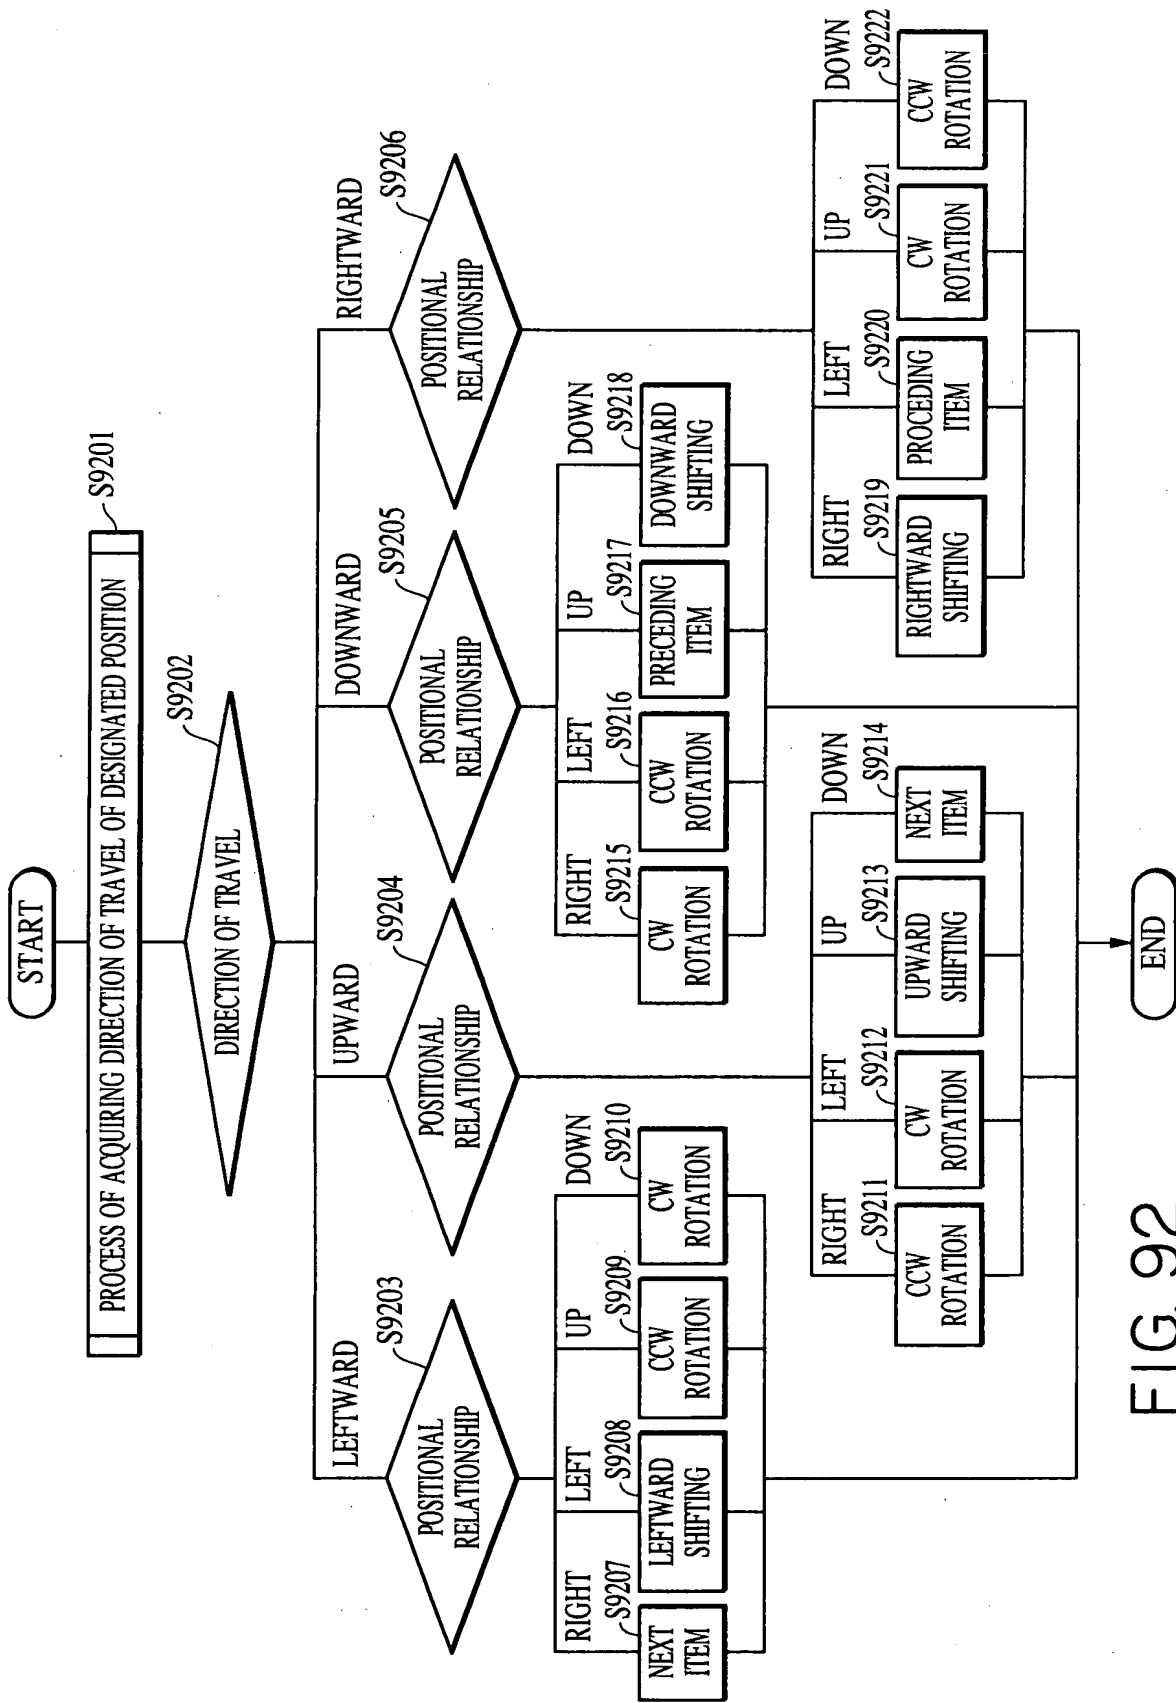 START
PROCESS OF ACQUIRING DIRECTION OF TRAVEL OF DESIGNATED POSITION
S9201
DIRECTION OF TRAVEL
S9202
LEFTWARD
UPWARD
DOWNWARD
RIGHTWARD
POSITIONAL
RELATIONSHIP
S9203
POSITIONAL
RELATIONSHIP
S9204
POSITIONAL
RELATIONSHIP
S9205
POSITIONAL
RELATIONSHIP
S9206
RIGHT
S9207
NEXT
ITEM
LEFT
S9208
LEFTWARD
SHIFTING
UP
S9209
CCW
ROTATION
DOWN
S9210
CW
ROTATION
RIGHT
S9211
CCW
ROTATION
LEFT
S9212
CW
ROTATION
UP
S9213
UPWARD
SHIFTING
DOWN
S9214
NEXT
ITEM
RIGHT
S9215
CW
ROTATION
LEFT
S9216
CCW
ROTATION
UP
S9217
PRECEDING
ITEM
DOWN
S9218
DOWNWARD
SHIFTING
RIGHT
S9219
RIGHTWARD
SHIFTING
LEFT
S9220
PROCEDING
ITEM
UP
S9221
CW
ROTATION
DOWN
S9222
CCW
ROTATION
END
FIG. 92